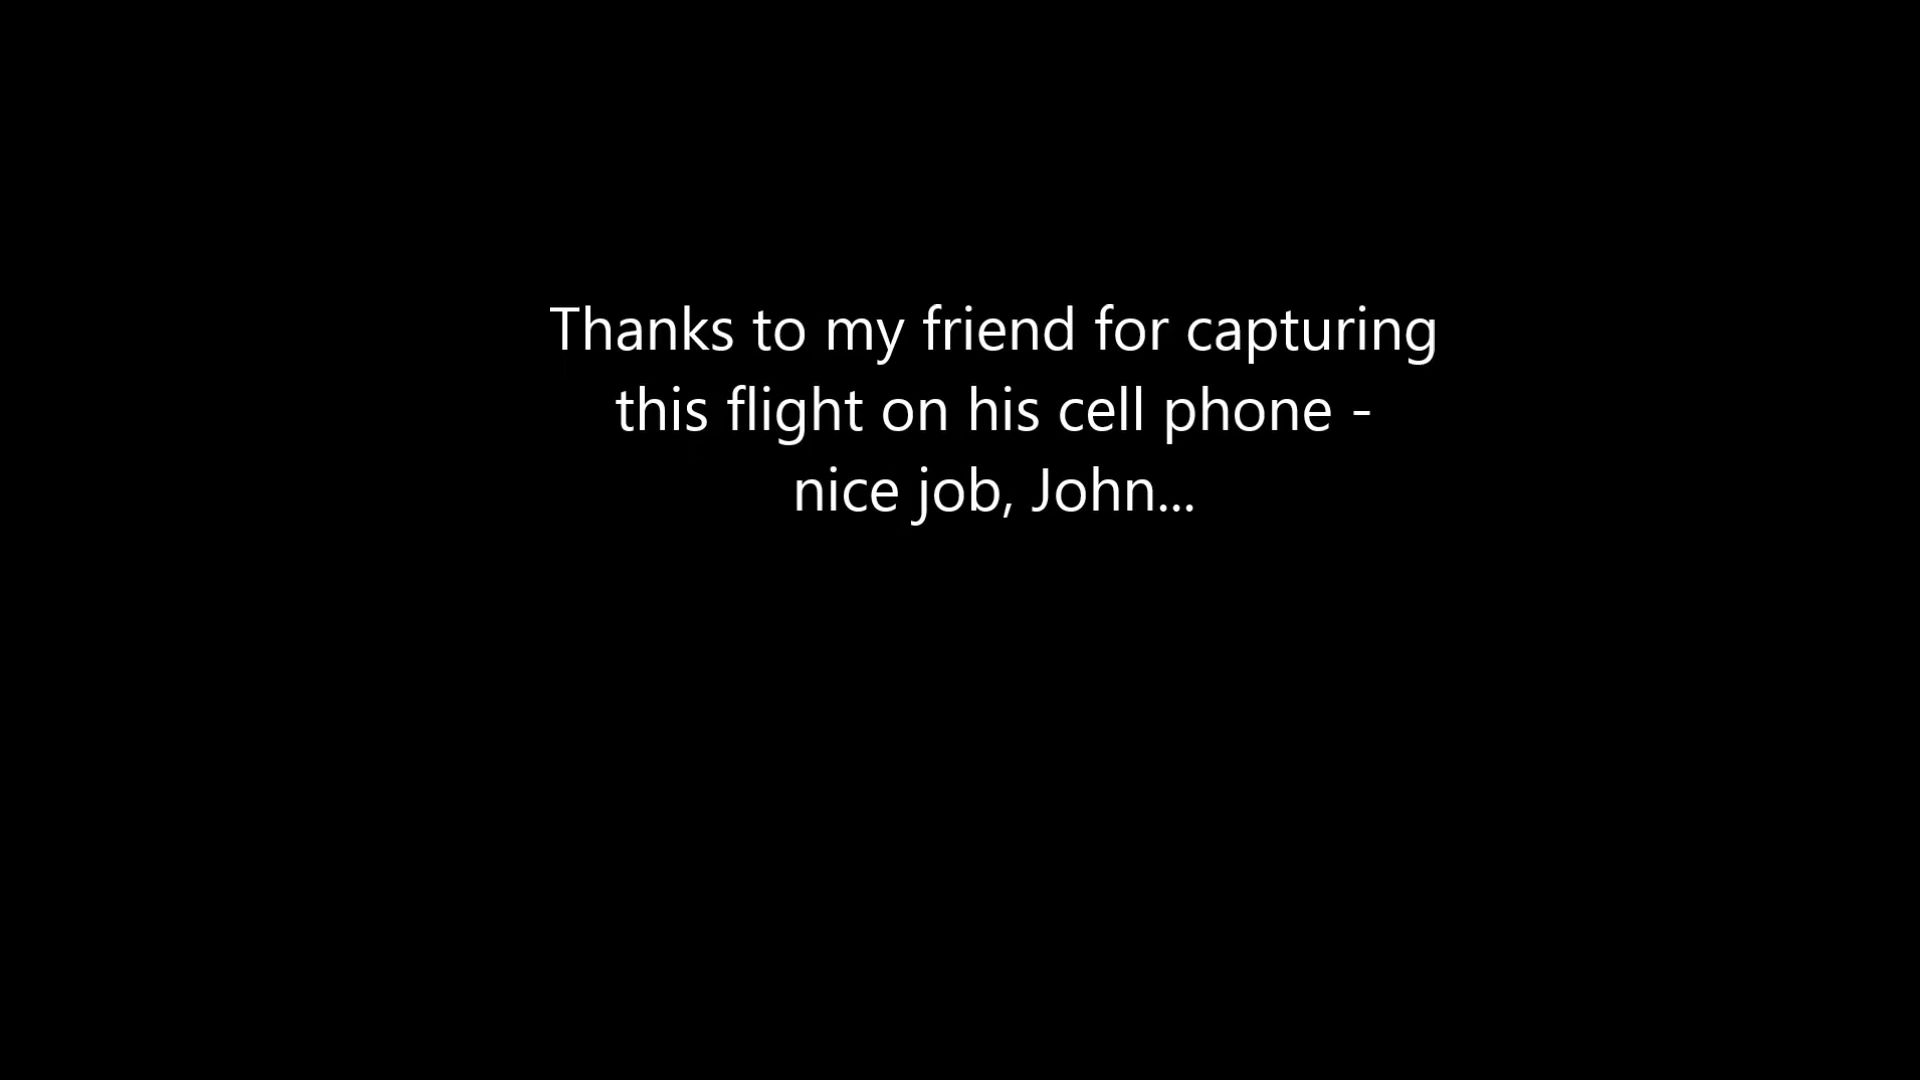 Thanks to my friend for capturing
this flight on his cell phone -
nice job, John...